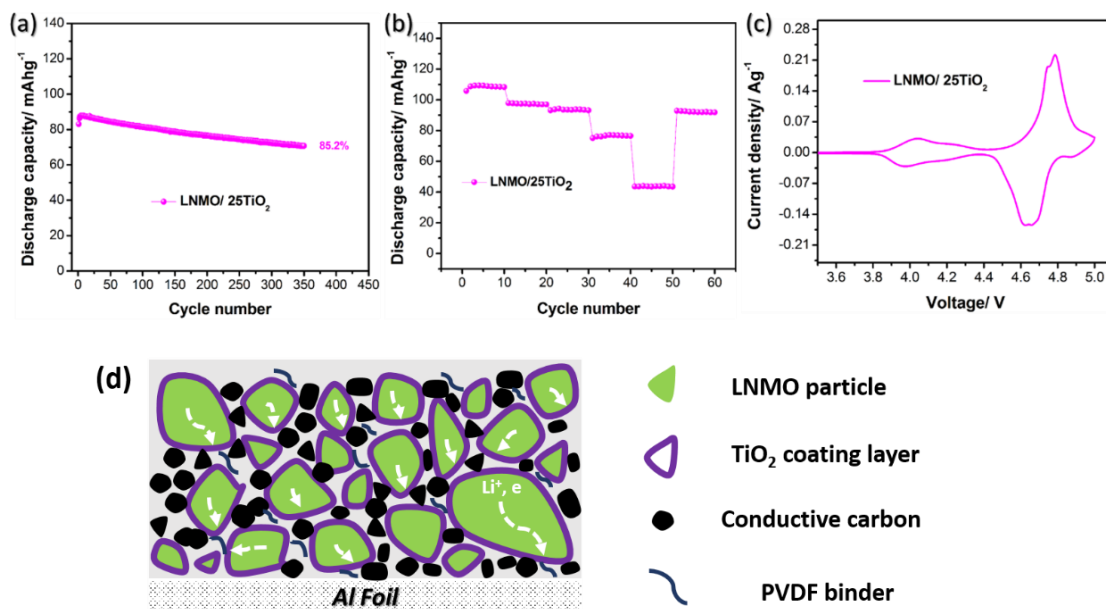 (a)
Discharge capacity/ mAhg⁻¹
140
120
100
80
60
40
20
0
85.2%
LNMO/ 25TiO₂
0 50 100 150 200 250 300 350 400 450
Cycle number
(b)
Discharge capacity/ mAhg⁻¹
140
120
100
80
60
40
20
0
LNMO/25TiO₂
0 10 20 30 40 50 60
Cycle number
(c)
Current density/ Ag⁻¹
0.28
0.21
0.14
0.07
0.00
-0.07
-0.14
-0.21
LNMO/ 25TiO₂
3.6 3.9 4.2 4.4 4.6 4.8 5.0
Voltage/ V
(d)
Li⁺, e
Al Foil
LNMO particle
TiO₂ coating layer
Conductive carbon
PVDF binder